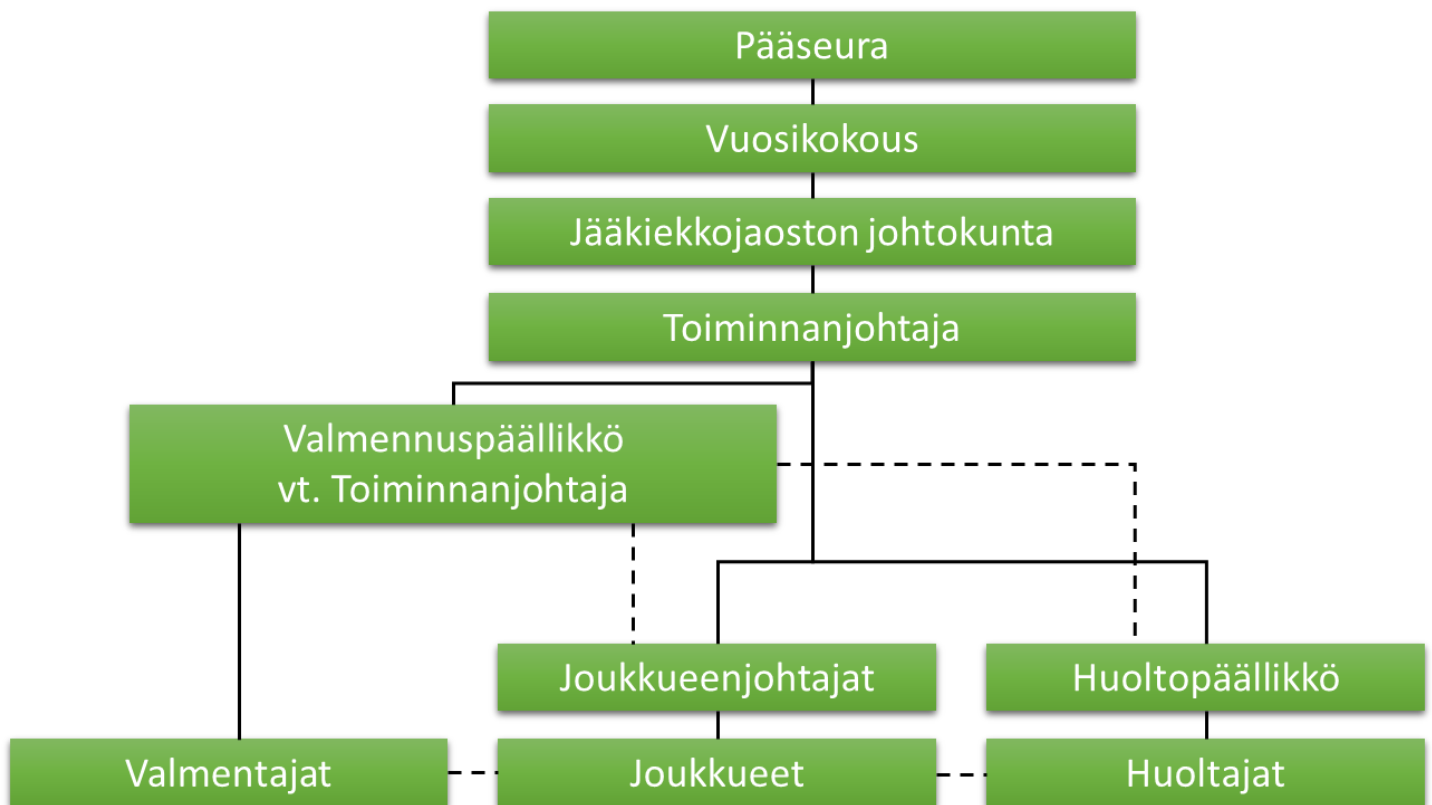 Pääseura
Vuosikokous
Jääkiekkojaoston johtokunta
Toiminnanjohtaja
Valmennuspäällikkö
vt. Toiminnanjohtaja
Joukkueenjohtajat
Huoltopäällikkö
Valmentajat
Joukkueet
Huoltajat